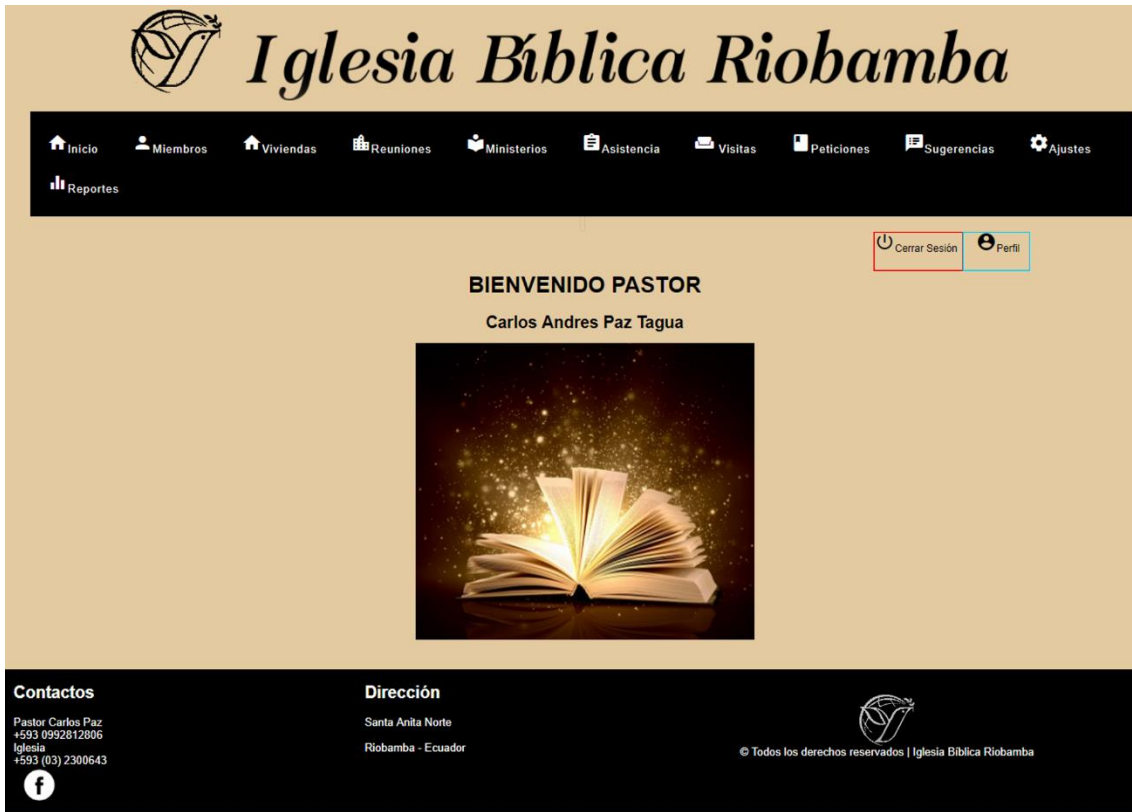 Iglesia Bíblica Riobamba
Inicio Miembros Viviendas Reuniones Ministerios Asistencia Visitas Peticiones Sugerencias Ajustes
Reportes
Cerrar Sesión Perfil
BIENVENIDO PASTOR
Carlos Andres Paz Tagua
Contactos
Pastor Carlos Paz
+593 0992812806
Iglesia
+593 (03) 2300643
Dirección
Santa Anita Norte
Riobamba - Ecuador
© Todos los derechos reservados | Iglesia Bíblica Riobamba